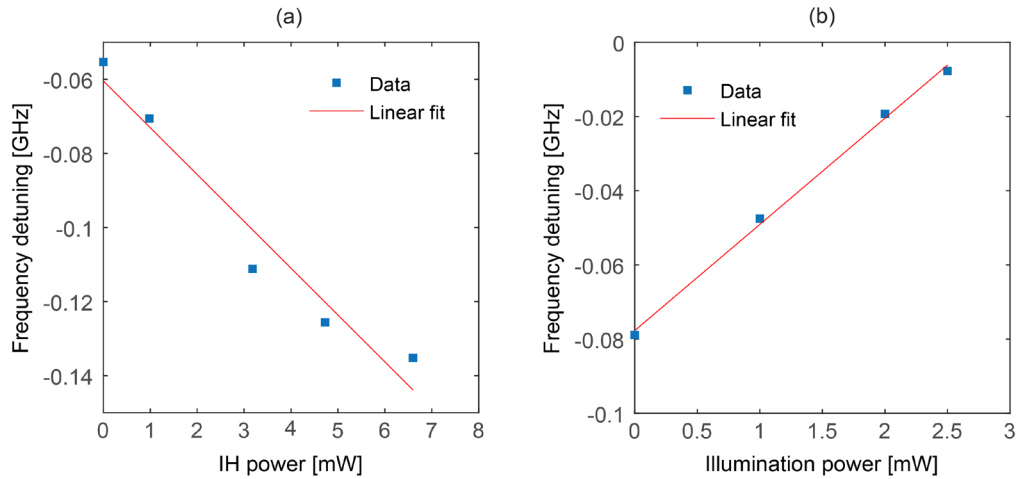 (a)
Frequency detuning [GHz]
-0.06
-0.08
-0.1
-0.12
-0.14
Data
Linear fit
0 1 2 3 4 5 6 7 8
IH power [mW]
(b)
Frequency detuning [GHz]
0
-0.02
-0.04
-0.06
-0.08
-0.1
Data
Linear fit
0 0.5 1 1.5 2 2.5 3
Illumination power [mW]